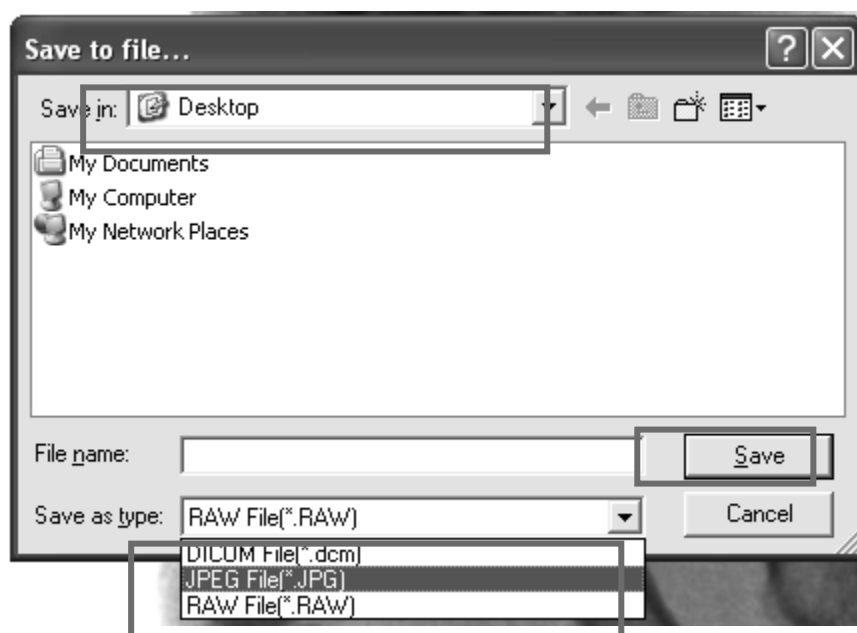 Save to file...
Save in: Desktop
My Documents
My Computer
My Network Places
File name: Save
Save as type: RAW File(*.RAW) Cancel
DICOM File(*.dcm)
JPEG File(*.JPG)
RAW File(*.RAW)